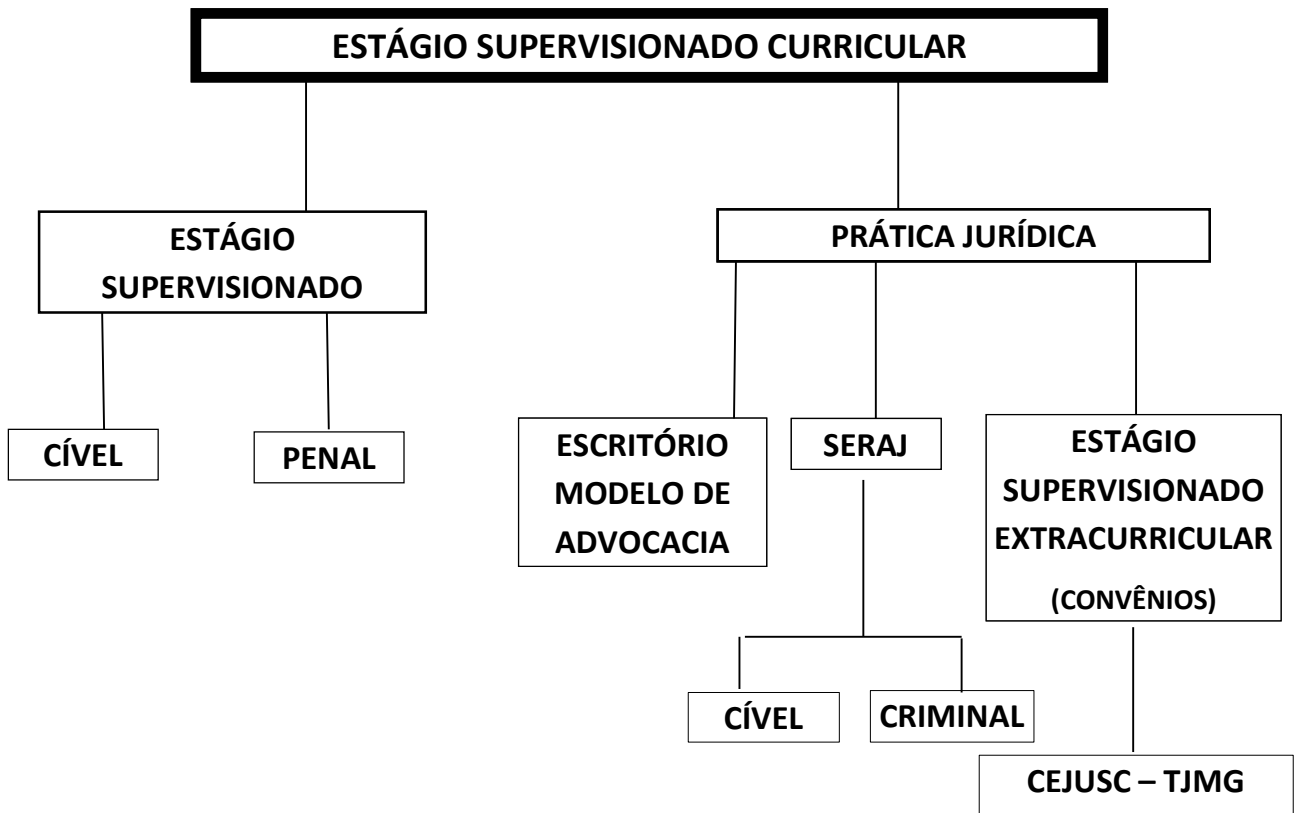 ESTÁGIO SUPERVISIONADO CURRICULAR
ESTÁGIO
SUPERVISIONADO
PRÁTICA JURÍDICA
CÍVEL
PENAL
ESCRITÓRIO
MODELO DE
ADVOCACIA
SERAJ
ESTÁGIO
SUPERVISIONADO
EXTRACURRICULAR
(CONVÊNIOS)
CÍVEL
CRIMINAL
CEJUSC – TJMG